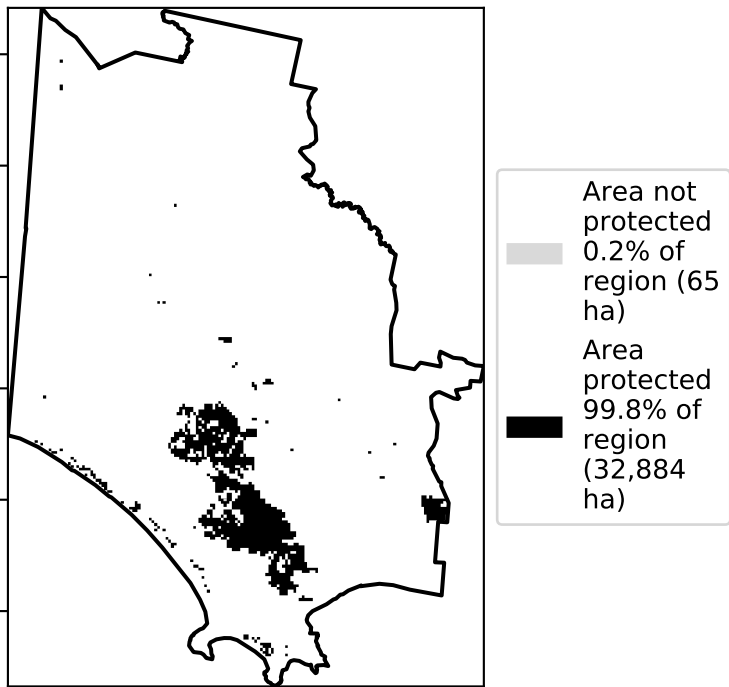 Area not
protected
0.2% of
region (65
ha)
Area
protected
99.8% of
region
(32,884
ha)